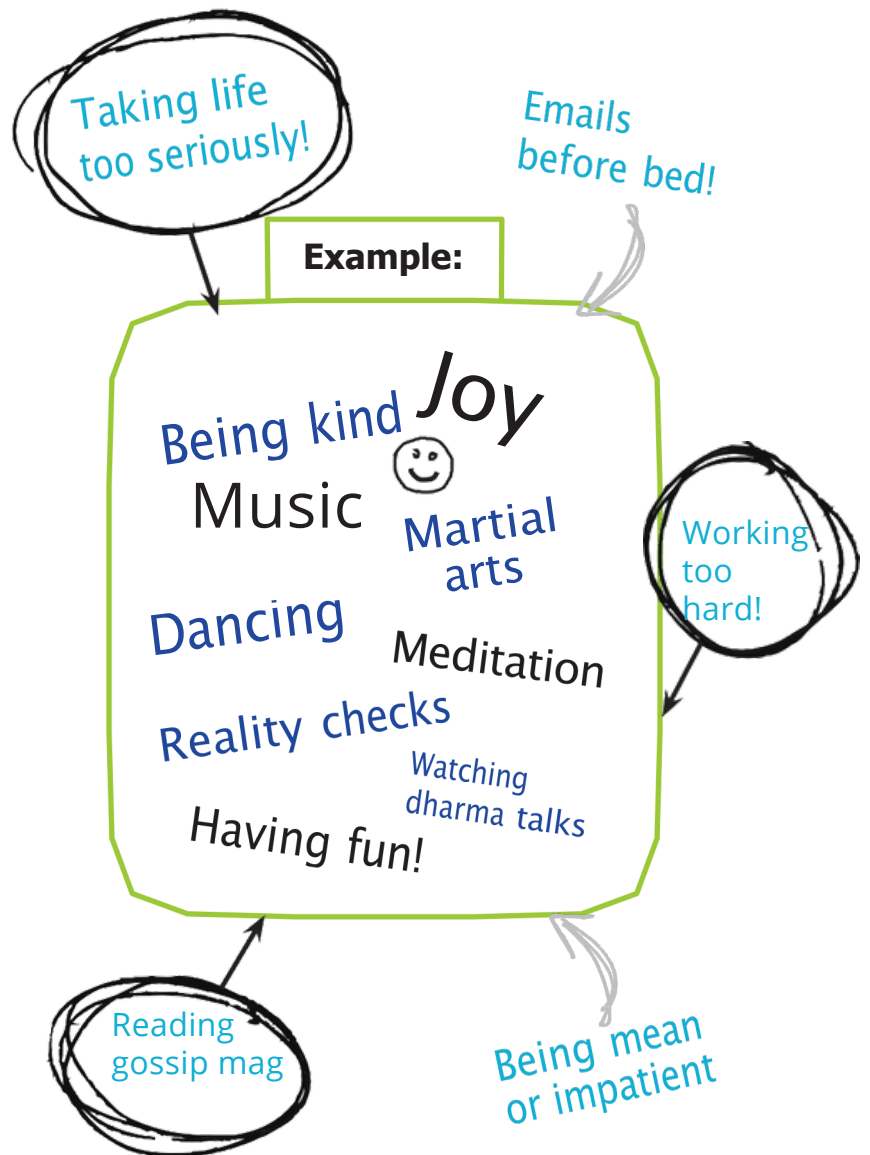 Taking life
too seriously!
Emails
before bed!
Example:
Joy
Being kind
Music
Martial
arts
Working
too
hard!
Dancing
Meditation
Reality checks
Watching
dharma talks
Having fun!
Reading
gossip mag
Being mean
or impatient